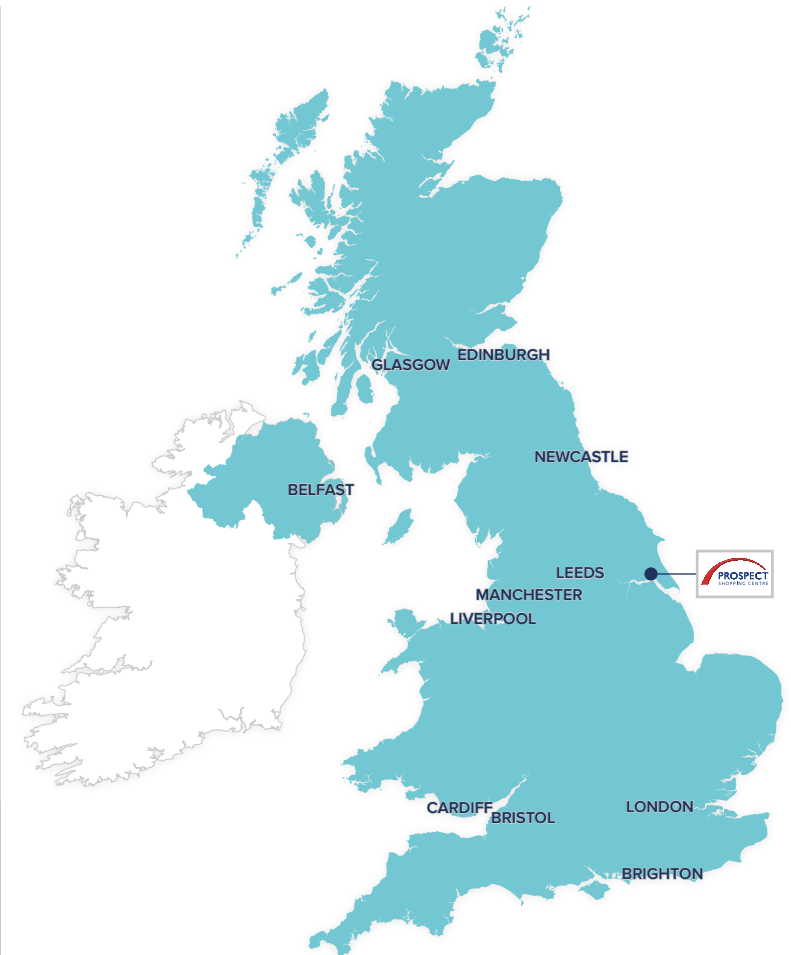 EDINBURGH
GLASGOW
NEWCASTLE
BELFAST
LEEDS
PROSPECT
SHOPPING CENTRE
MANCHESTER
LIVERPOOL
CARDIFF
BRISTOL
LONDON
BRIGHTON